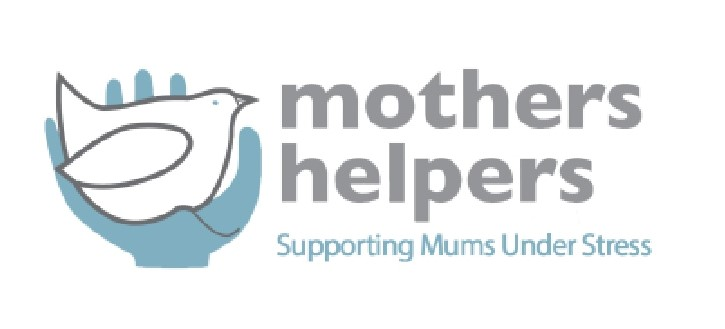 mothers
helpers
Supporting Mums Under Stress